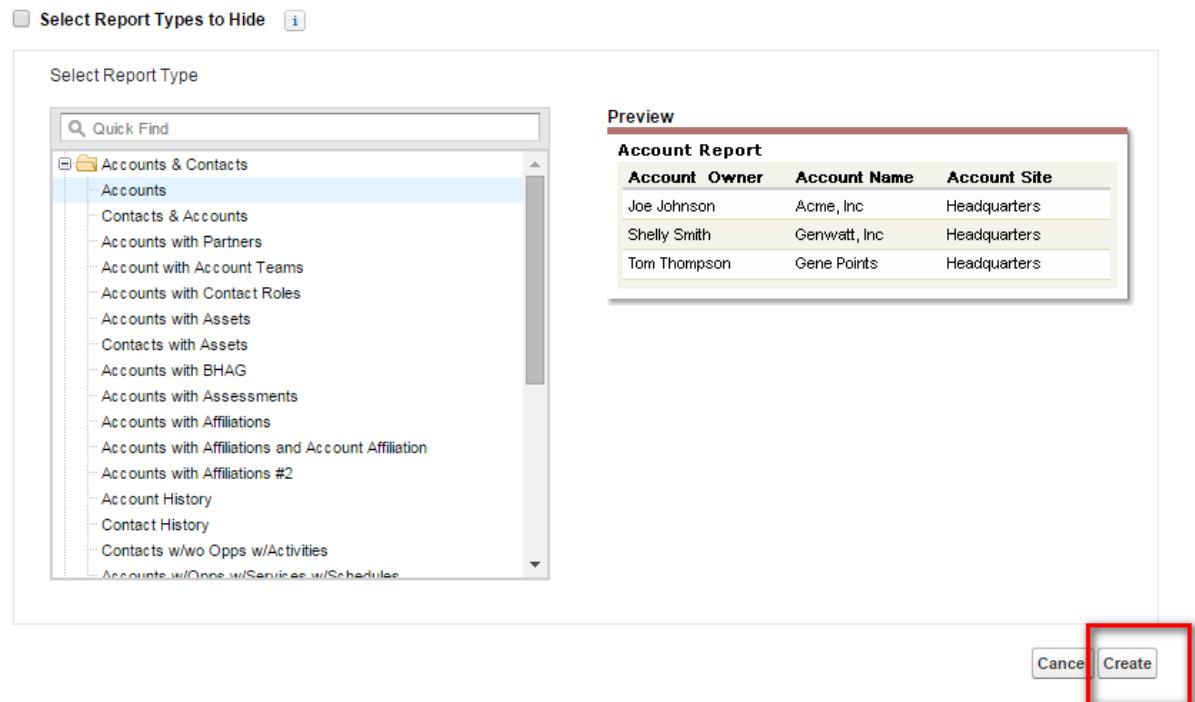 Select Report Types to Hide i
Select Report Type
Quick Find
Accounts & Contacts
Accounts
Contacts & Accounts
Accounts with Partners
Account with Account Teams
Accounts with Contact Roles
Accounts with Assets
Contacts with Assets
Accounts with BHAG
Accounts with Assessments
Accounts with Affiliations
Accounts with Affiliations and Account Affiliation
Accounts with Affiliations #2
Account History
Contact History
Contacts w/wo Opps w/Activities
Accounts w/Opps w/Services w/Schedules
Preview
Account Report
Account Owner Account Name Account Site
Joe Johnson Acme, Inc Headquarters
Shelly Smith Genwatt, Inc Headquarters
Tom Thompson Gene Points Headquarters
Cance Create